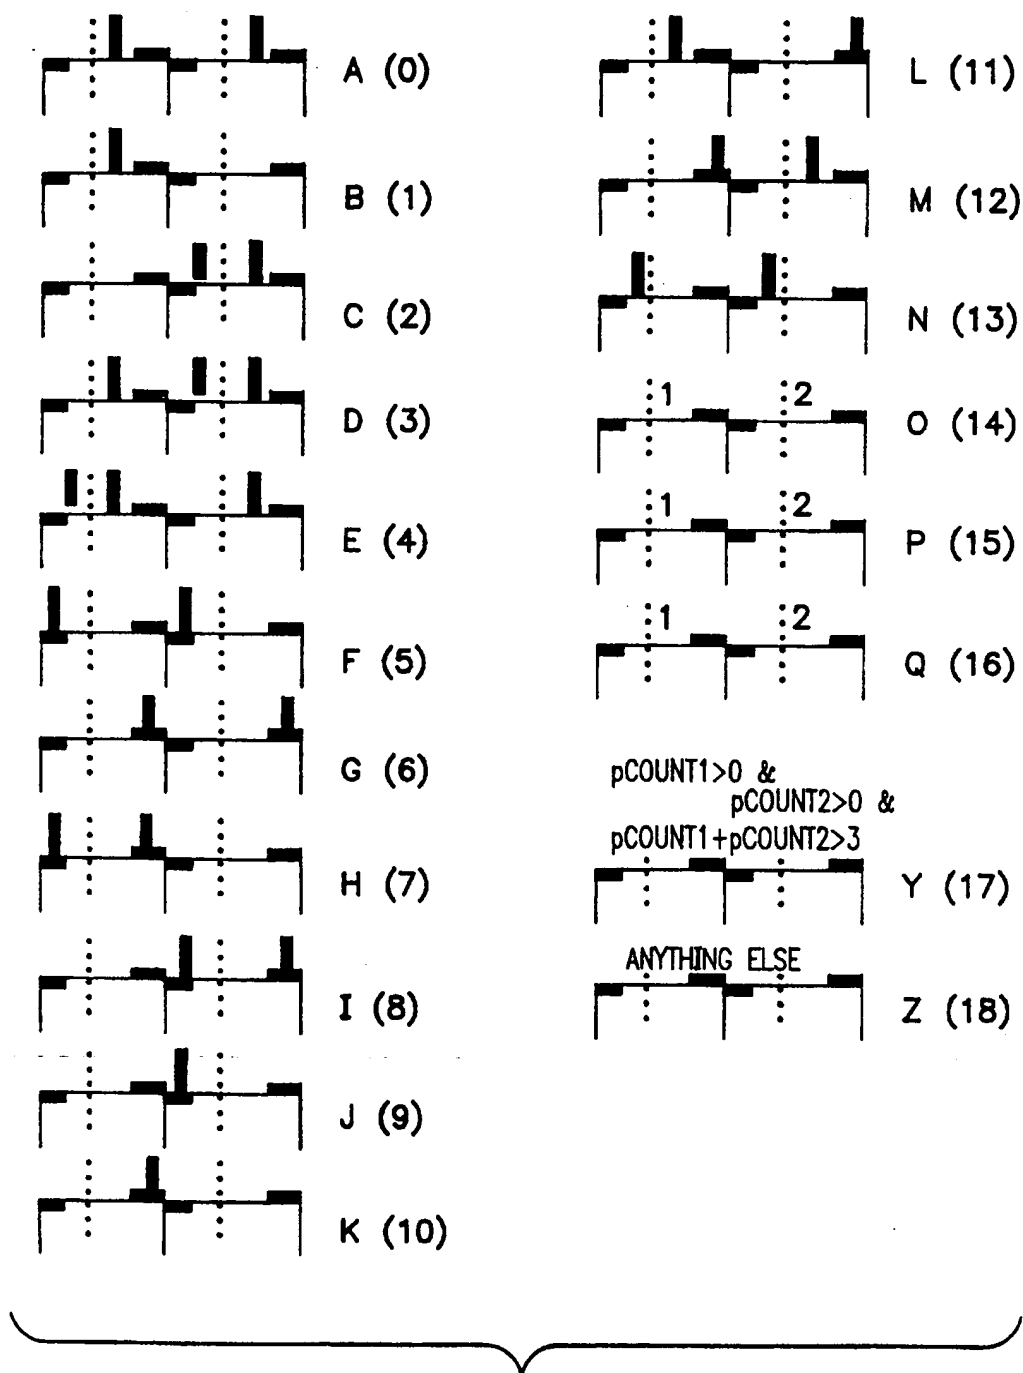 A (0)
B (1)
C (2)
D (3)
E (4)
F (5)
G (6)
H (7)
I (8)
J (9)
K (10)
L (11)
M (12)
N (13)
1 2 O (14)
1 2 P (15)
1 2 Q (16)
pCOUNT1>0 &
pCOUNT2>0 &
pCOUNT1+pCOUNT2>3
Y (17)
ANYTHING ELSE
Z (18)